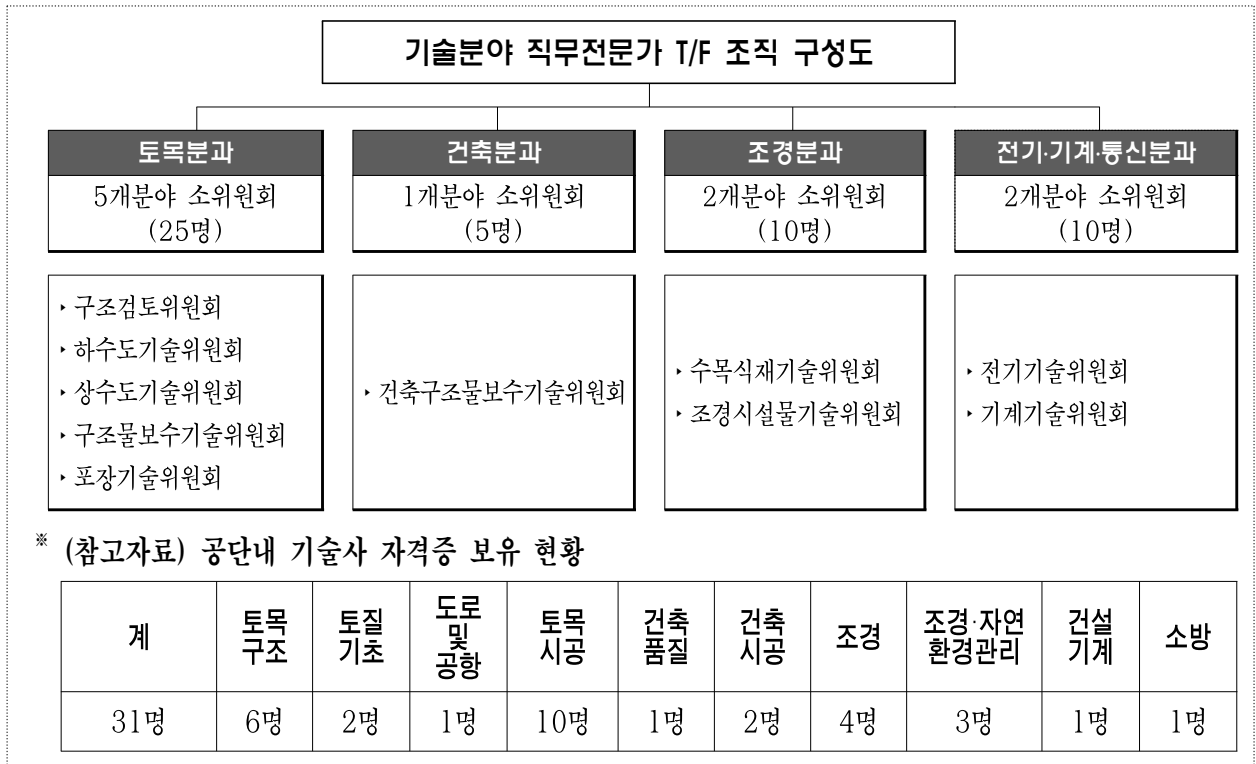 기술분야 직무전문가 T/F 조직 구성도
토목분과
5개분야 소위원회
(25명)
‣ 구조검토위원회
‣ 하수도기술위원회
‣ 상수도기술위원회
‣ 구조물보수기술위원회
‣ 포장기술위원회
건축분과
1개분야 소위원회
(5명)
‣ 건축구조물보수기술위원회
조경분과
2개분야 소위원회
(10명)
‣ 수목식재기술위원회
‣ 조경시설물기술위원회
전기·기계·통신분과
2개분야 소위원회
(10명)
‣ 전기기술위원회
‣ 기계기술위원회
※ (참고자료) 공단내 기술사 자격증 보유 현황
계
토목
구조
토질
기초
도로
및
공항
토목
시공
건축
품질
건축
시공
조경
조경·자연
환경관리
건설
기계
소방
31명 6명 2명 1명 10명 1명 2명 4명 3명 1명 1명